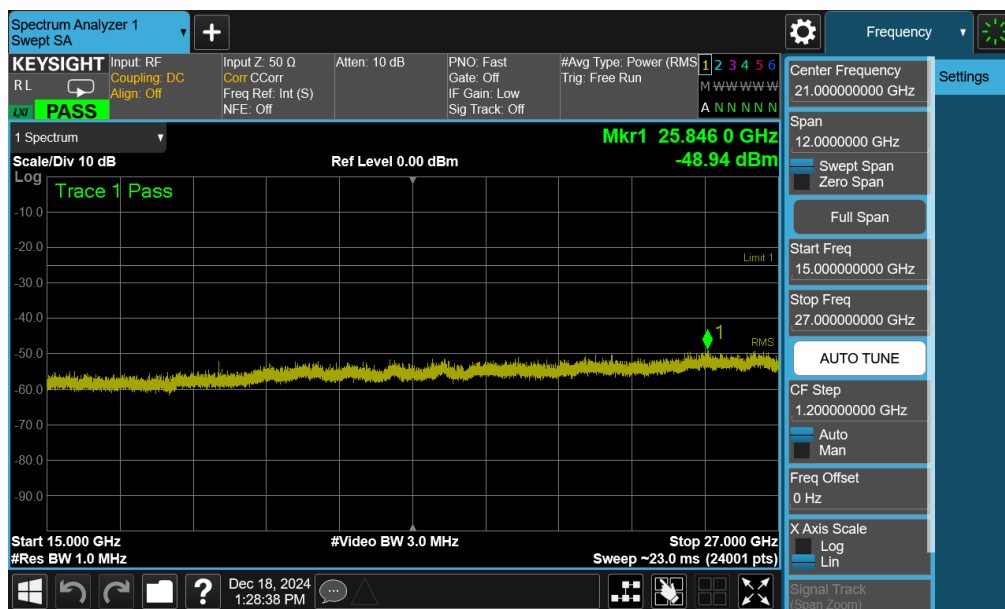 Spectrum Analyzer 1
Swept SA
Frequency
KEYSIGHT
R L
LXI
PASS
Input: RF
Coupling: DC
Align: Off
Input Z: 50 Ω
Corr CCorr
Freq Ref: Int (S)
NFE: Off
Atten: 10 dB
PNO: Fast
Gate: Off
IF Gain: Low
Sig Track: Off
#Avg Type: Power (RMS
Trig: Free Run
1 2 3 4 5 6
M W W W W W
A N N N N N
1 Spectrum
Scale/Div 10 dB
Ref Level 0.00 dBm
Mkr1 25.846 0 GHz
-48.94 dBm
Log
Trace 1 Pass
-10.0
-20.0
-30.0
-40.0
-50.0
-60.0
-70.0
-80.0
-90.0
Limit 1
1
RMS
Start 15.000 GHz
#Res BW 1.0 MHz
#Video BW 3.0 MHz
Stop 27.000 GHz
Sweep ~23.0 ms (24001 pts)
Center Frequency
21.000000000 GHz
Settings
Span
12.0000000 GHz
Swept Span
Zero Span
Full Span
Start Freq
15.000000000 GHz
Stop Freq
27.000000000 GHz
AUTO TUNE
CF Step
1.200000000 GHz
Auto
Man
Freq Offset
0 Hz
X Axis Scale
Log
Lin
Signal Track
(Span Zoom)
?
Dec 18, 2024
1:28:38 PM